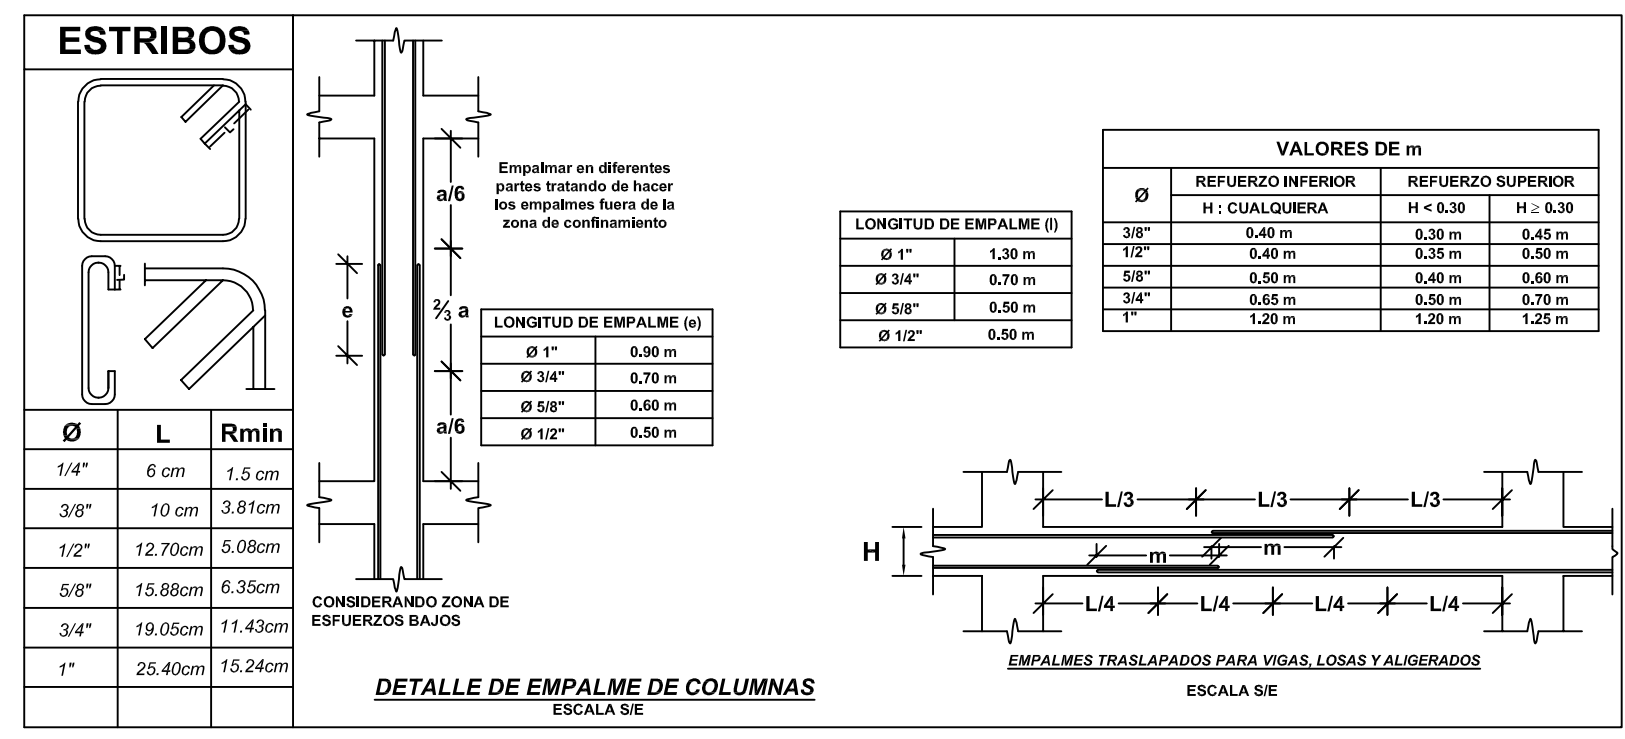 ESTRIBOS
L
L
Ø L Rmin
1/4" 6 cm 1.5 cm
3/8" 10 cm 3.81cm
1/2" 12.70cm 5.08cm
5/8" 15.88cm 6.35cm
3/4" 19.05cm 11.43cm
1" 25.40cm 15.24cm
a/6
e
⅔ a
a/6
Empalmar en diferentes
partes tratando de hacer
los empalmes fuera de la
zona de confinamiento
LONGITUD DE EMPALME (e)
Ø 1" 0.90 m
Ø 3/4" 0.70 m
Ø 5/8" 0.60 m
Ø 1/2" 0.50 m
CONSIDERANDO ZONA DE
ESFUERZOS BAJOS
DETALLE DE EMPALME DE COLUMNAS
ESCALA S/E
LONGITUD DE EMPALME (l)
Ø 1" 1.30 m
Ø 3/4" 0.70 m
Ø 5/8" 0.50 m
Ø 1/2" 0.50 m
VALORES DE m
Ø REFUERZO INFERIOR REFUERZO SUPERIOR
H : CUALQUIERA H < 0.30 H ≥ 0.30
3/8" 0.40 m 0.30 m 0.45 m
1/2" 0.40 m 0.35 m 0.50 m
5/8" 0.50 m 0.40 m 0.60 m
3/4" 0.65 m 0.50 m 0.70 m
1" 1.20 m 1.20 m 1.25 m
L/3 L/3 L/3
H m m
L/4 L/4 L/4 L/4
EMPALMES TRASLAPADOS PARA VIGAS, LOSAS Y ALIGERADOS
ESCALA S/E